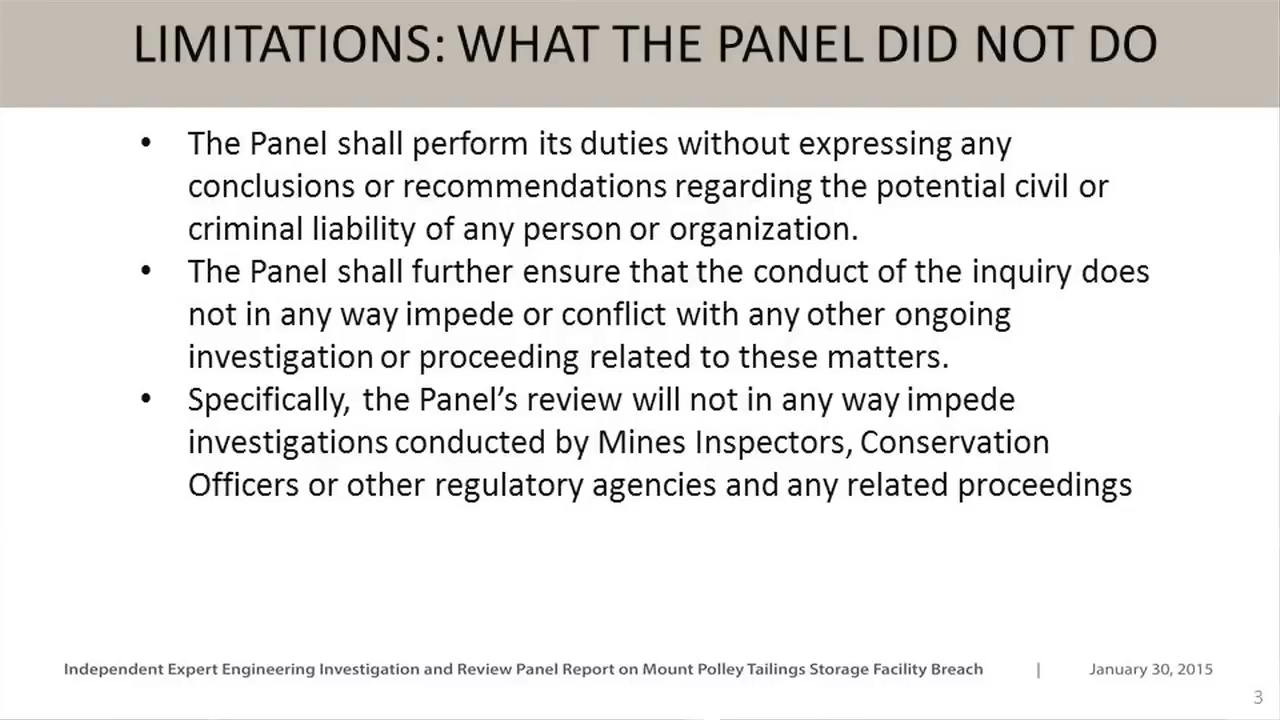 LIMITATIONS: WHAT THE PANEL DID NOT DO
• The Panel shall perform its duties without expressing any
conclusions or recommendations regarding the potential civil or
criminal liability of any person or organization.
• The Panel shall further ensure that the conduct of the inquiry does
not in any way impede or conflict with any other ongoing
investigation or proceeding related to these matters.
• Specifically, the Panel’s review will not in any way impede
investigations conducted by Mines Inspectors, Conservation
Officers or other regulatory agencies and any related proceedings
Independent Expert Engineering Investigation and Review Panel Report on Mount Polley Tailings Storage Facility Breach | January 30, 2015
3